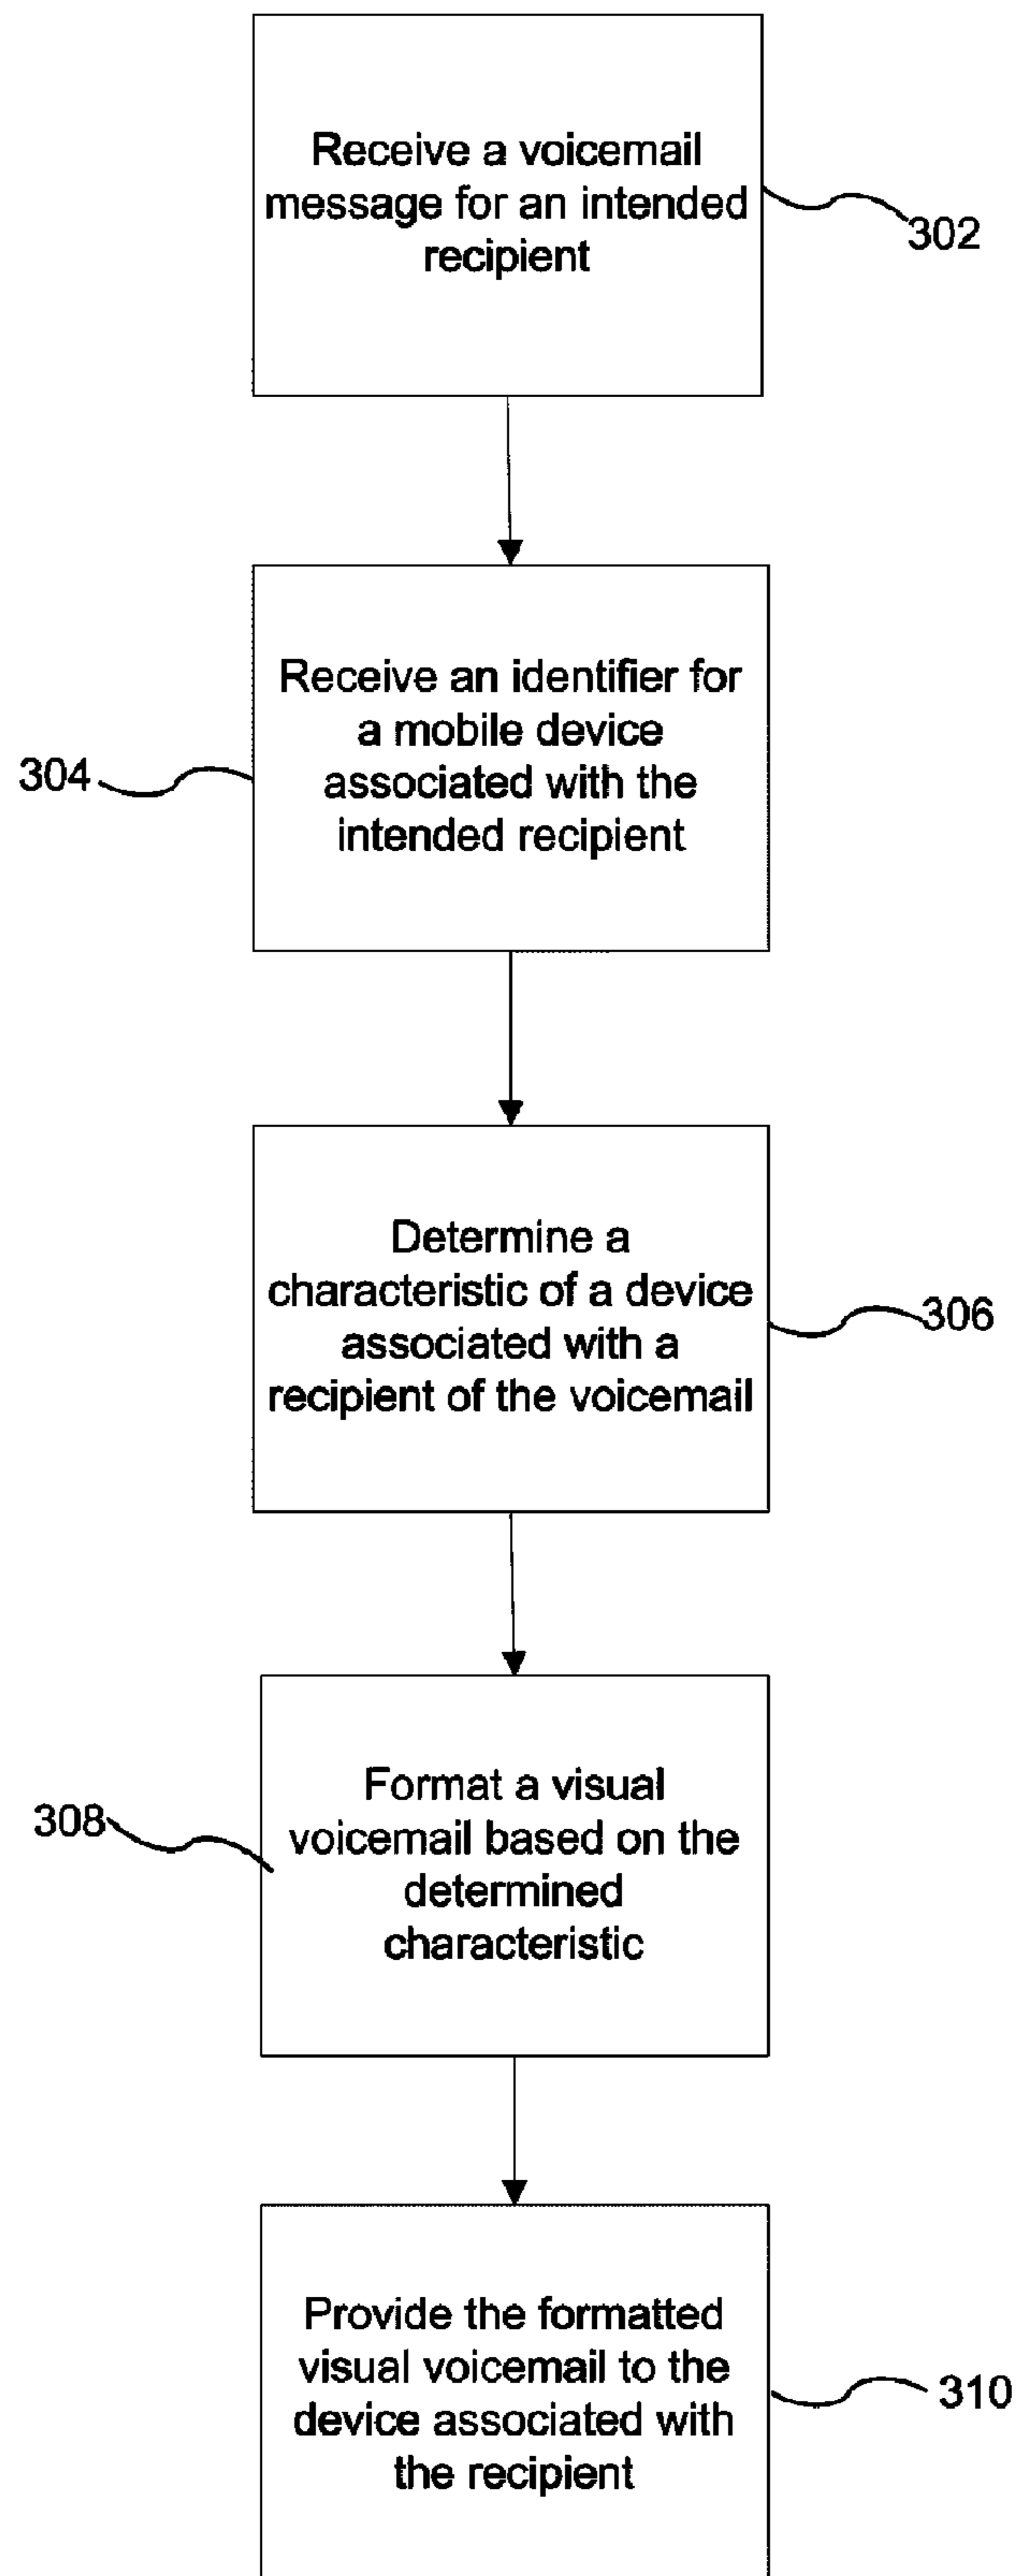 Receive a voicemail
message for an intended
recipient
302
Receive an identifier for
a mobile device
associated with the
intended recipient
304
Determine a
characteristic of a device
associated with a
recipient of the voicemail
306
Format a visual
voicemail based on the
determined
characteristic
308
Provide the formatted
visual voicemail to the
device associated with
the recipient
310